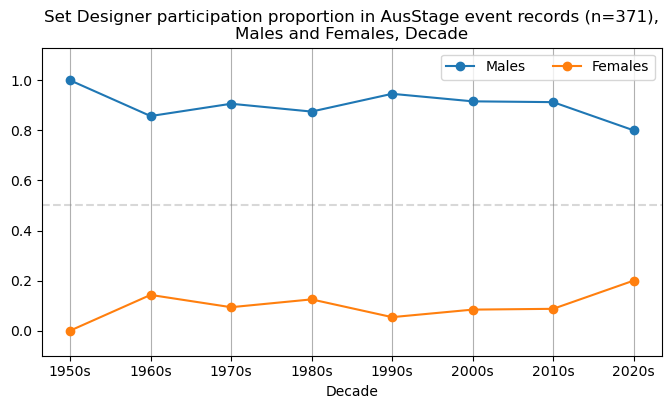 Set Designer participation proportion in AusStage event records (n=371),
Males and Females, Decade
Males
Females
1.0
0.8
0.6
0.4
0.2
0.0
1950s 1960s 1970s 1980s 1990s 2000s 2010s 2020s
Decade